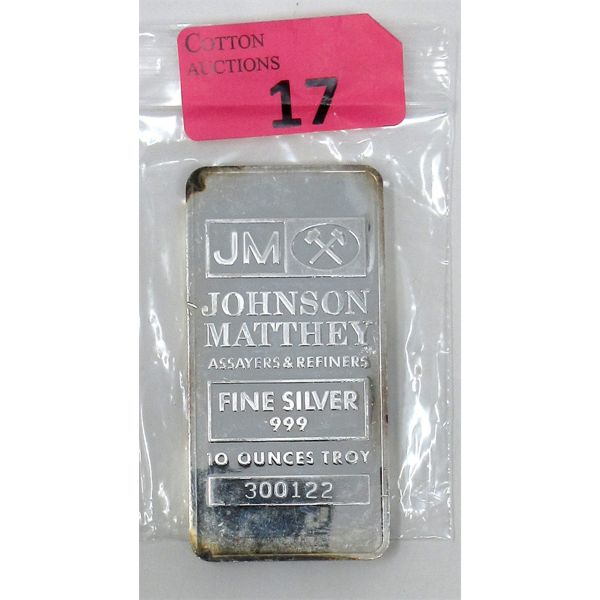 COTTON
AUCTIONS
17
JM
JOHNSON
MATTHEY
ASSAYERS & REFINERS
FINE SILVER
999
10 OUNCES TROY
300122